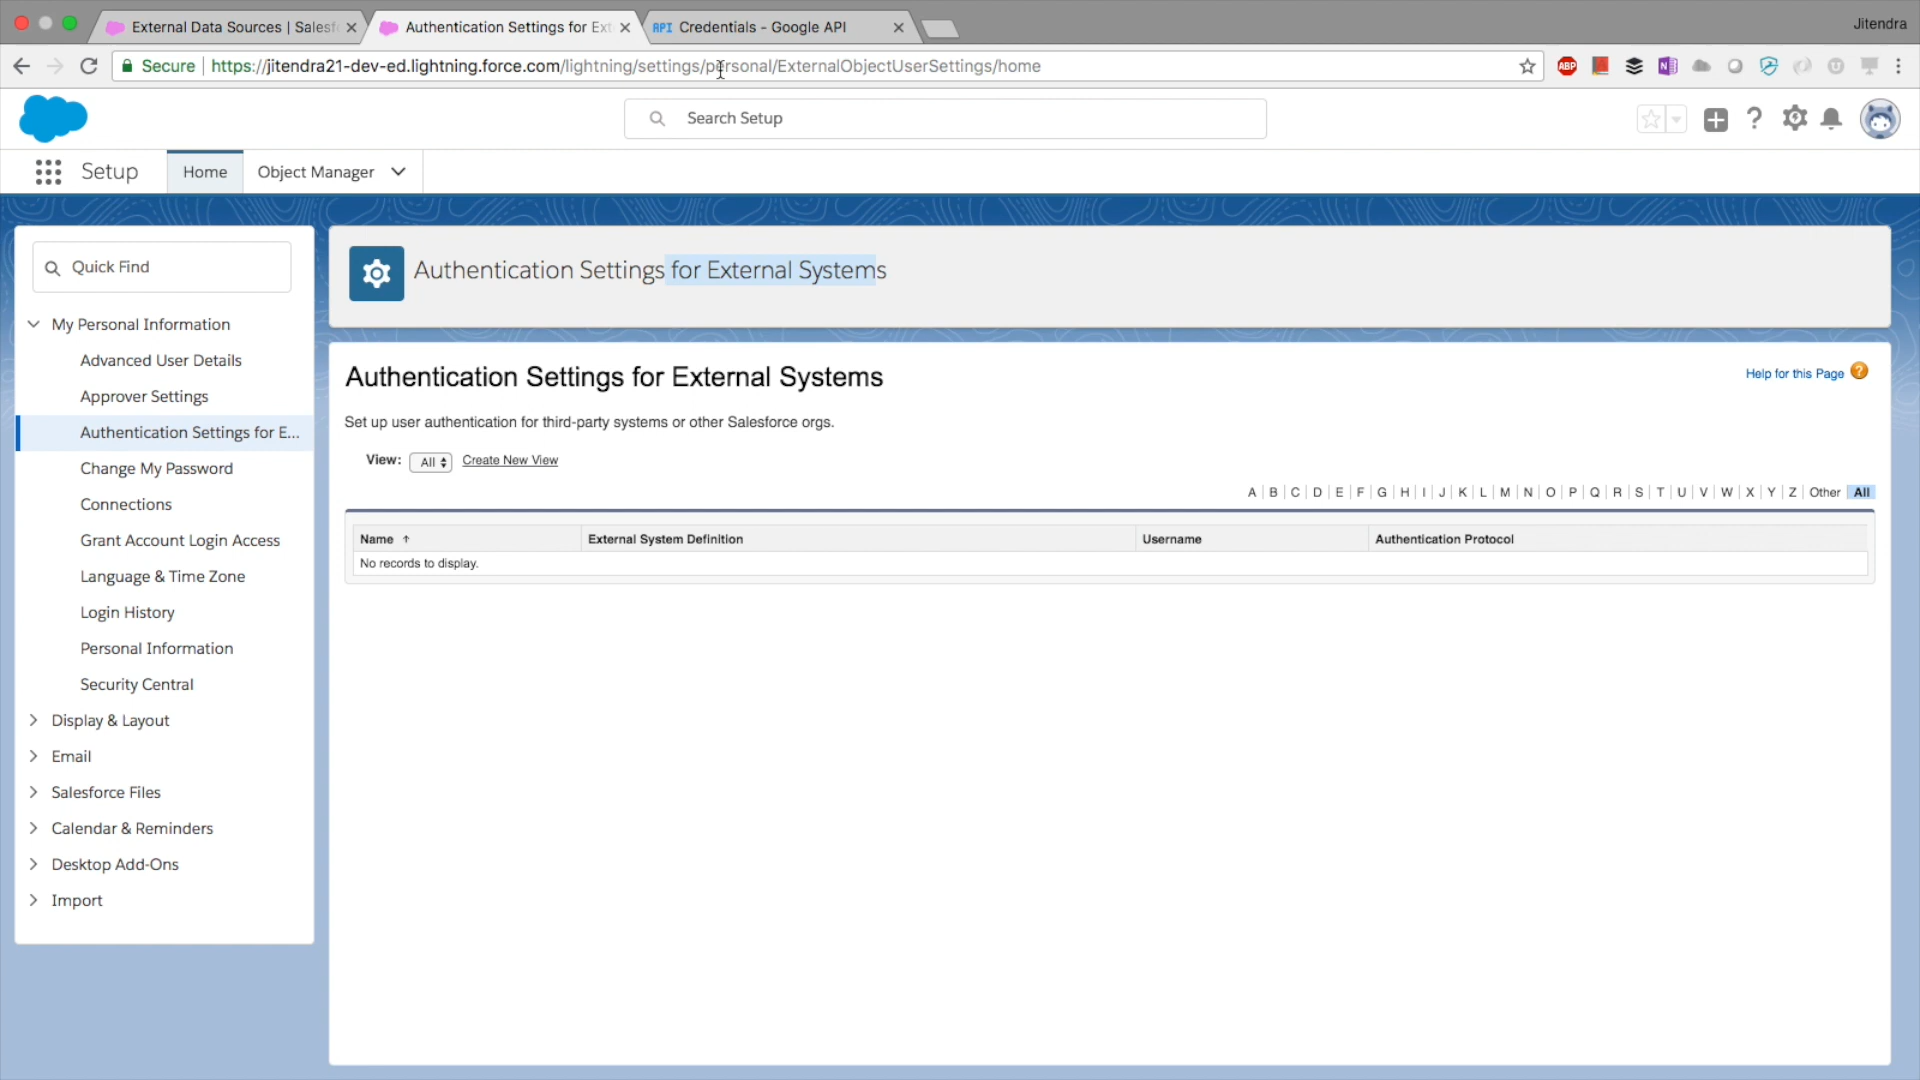 External Data Sources | Salesf
Authentication Settings for Ext
API Credentials - Google API
Jitendra
Secure https://jitendra21-dev-ed.lightning.force.com/lightning/settings/personal/ExternalObjectUserSettings/home
ABP
Search Setup
Setup
Home
Object Manager
Quick Find
Authentication Settings for External Systems
My Personal Information
Advanced User Details
Approver Settings
Authentication Settings for E...
Change My Password
Connections
Grant Account Login Access
Language & Time Zone
Login History
Personal Information
Security Central
Display & Layout
Email
Salesforce Files
Calendar & Reminders
Desktop Add-Ons
Import
Authentication Settings for External Systems
Help for this Page ?
Set up user authentication for third-party systems or other Salesforce orgs.
View: All Create New View
A | B | C | D | E | F | G | H | I | J | K | L | M | N | O | P | Q | R | S | T | U | V | W | X | Y | Z | Other All
Name External System Definition Username Authentication Protocol
No records to display.